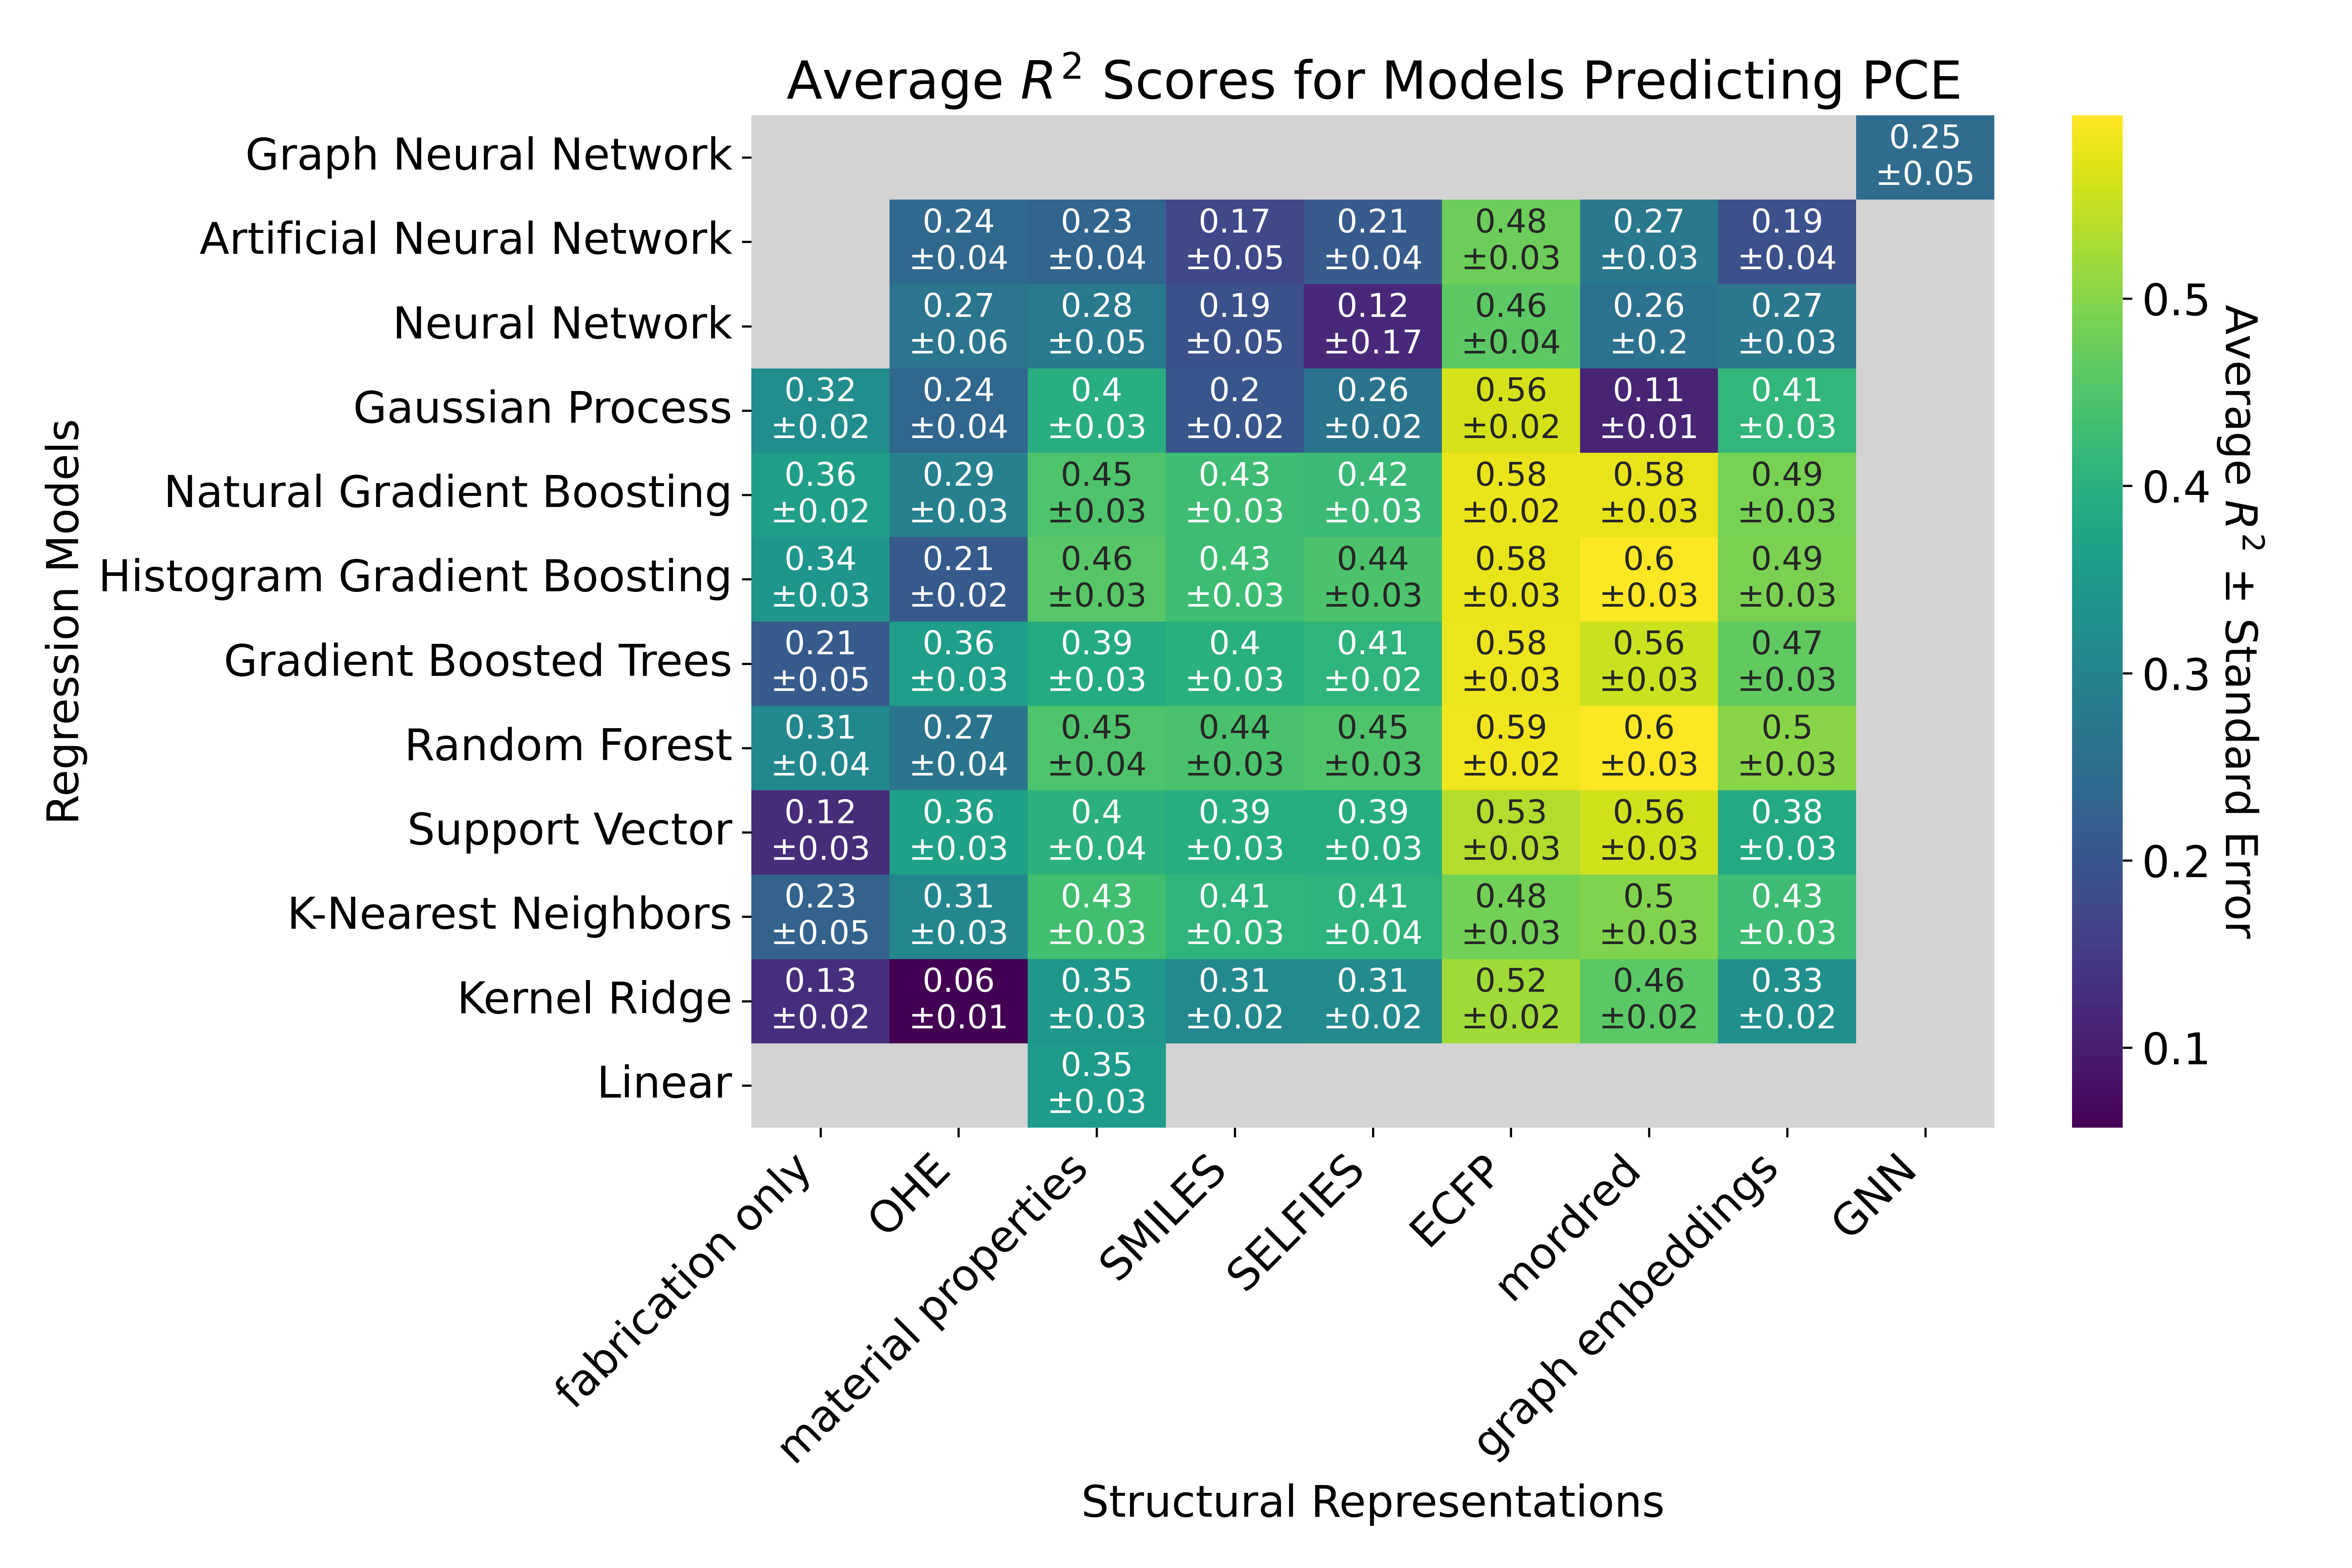 Average R² Scores for Models Predicting PCE
Regression Models
Graph Neural Network
0.25
±0.05
Artificial Neural Network
0.24 0.23 0.17 0.21 0.48 0.27 0.19
±0.04 ±0.04 ±0.05 ±0.04 ±0.03 ±0.03 ±0.04
Neural Network
0.27 0.28 0.19 0.12 0.46 0.26 0.27
±0.06 ±0.05 ±0.05 ±0.17 ±0.04 ±0.2 ±0.03
Gaussian Process
0.32 0.24 0.4 0.2 0.26 0.56 0.11 0.41
±0.02 ±0.04 ±0.03 ±0.02 ±0.02 ±0.02 ±0.01 ±0.03
Natural Gradient Boosting
0.36 0.29 0.45 0.43 0.42 0.58 0.58 0.49
±0.02 ±0.03 ±0.03 ±0.03 ±0.03 ±0.02 ±0.03 ±0.03
Histogram Gradient Boosting
0.34 0.21 0.46 0.43 0.44 0.58 0.6 0.49
±0.03 ±0.02 ±0.03 ±0.03 ±0.03 ±0.03 ±0.03 ±0.03
Gradient Boosted Trees
0.21 0.36 0.39 0.4 0.41 0.58 0.56 0.47
±0.05 ±0.03 ±0.03 ±0.03 ±0.02 ±0.03 ±0.03 ±0.03
Random Forest
0.31 0.27 0.45 0.44 0.45 0.59 0.6 0.5
±0.04 ±0.04 ±0.04 ±0.03 ±0.03 ±0.02 ±0.03 ±0.03
Support Vector
0.12 0.36 0.4 0.39 0.39 0.53 0.56 0.38
±0.03 ±0.03 ±0.04 ±0.03 ±0.03 ±0.03 ±0.03 ±0.03
K-Nearest Neighbors
0.23 0.31 0.43 0.41 0.41 0.48 0.5 0.43
±0.05 ±0.03 ±0.03 ±0.03 ±0.04 ±0.03 ±0.03 ±0.03
Kernel Ridge
0.13 0.06 0.35 0.31 0.31 0.52 0.46 0.33
±0.02 ±0.01 ±0.03 ±0.02 ±0.02 ±0.02 ±0.02 ±0.02
Linear
0.35
±0.03
fabrication only
OHE
material properties
SMILES
SELFIES
ECFP
mordred
graph embeddings
GNN
Structural Representations
0.5
0.4
0.3
0.2
0.1
Average R² ± Standard Error